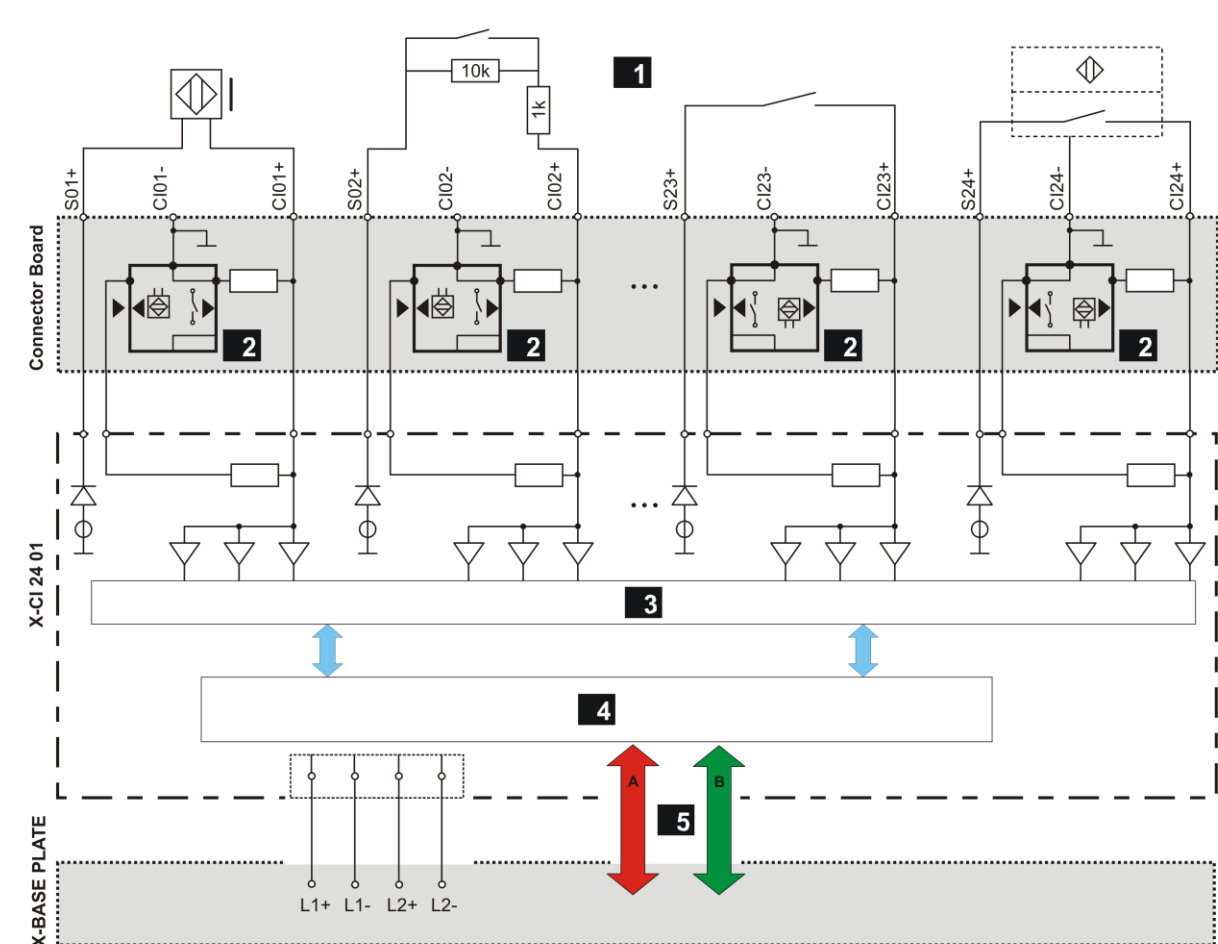 10k
1
1k
S01+
CI01-
CI01+
S02+
CI02-
CI02+
S23+
CI23-
CI23+
S24+
CI24-
CI24+
Connector Board
2
2
2
2
...
...
X-CI 24 01
3
4
A
B
5
X-BASE PLATE
L1+ L1- L2+ L2-